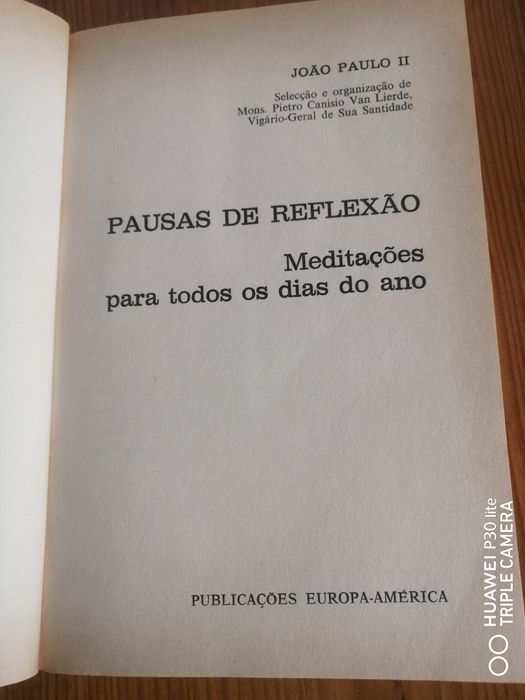 JOÃO PAULO II
Selecção e organização de
Mons. Pietro Canisio Van Lierde,
Vigário-Geral de Sua Santidade
PAUSAS DE REFLEXÃO
Meditações
para todos os dias do ano
PUBLICAÇÕES EUROPA-AMÉRICA
HUAWEI P30 lite
TRIPLE CAMERA